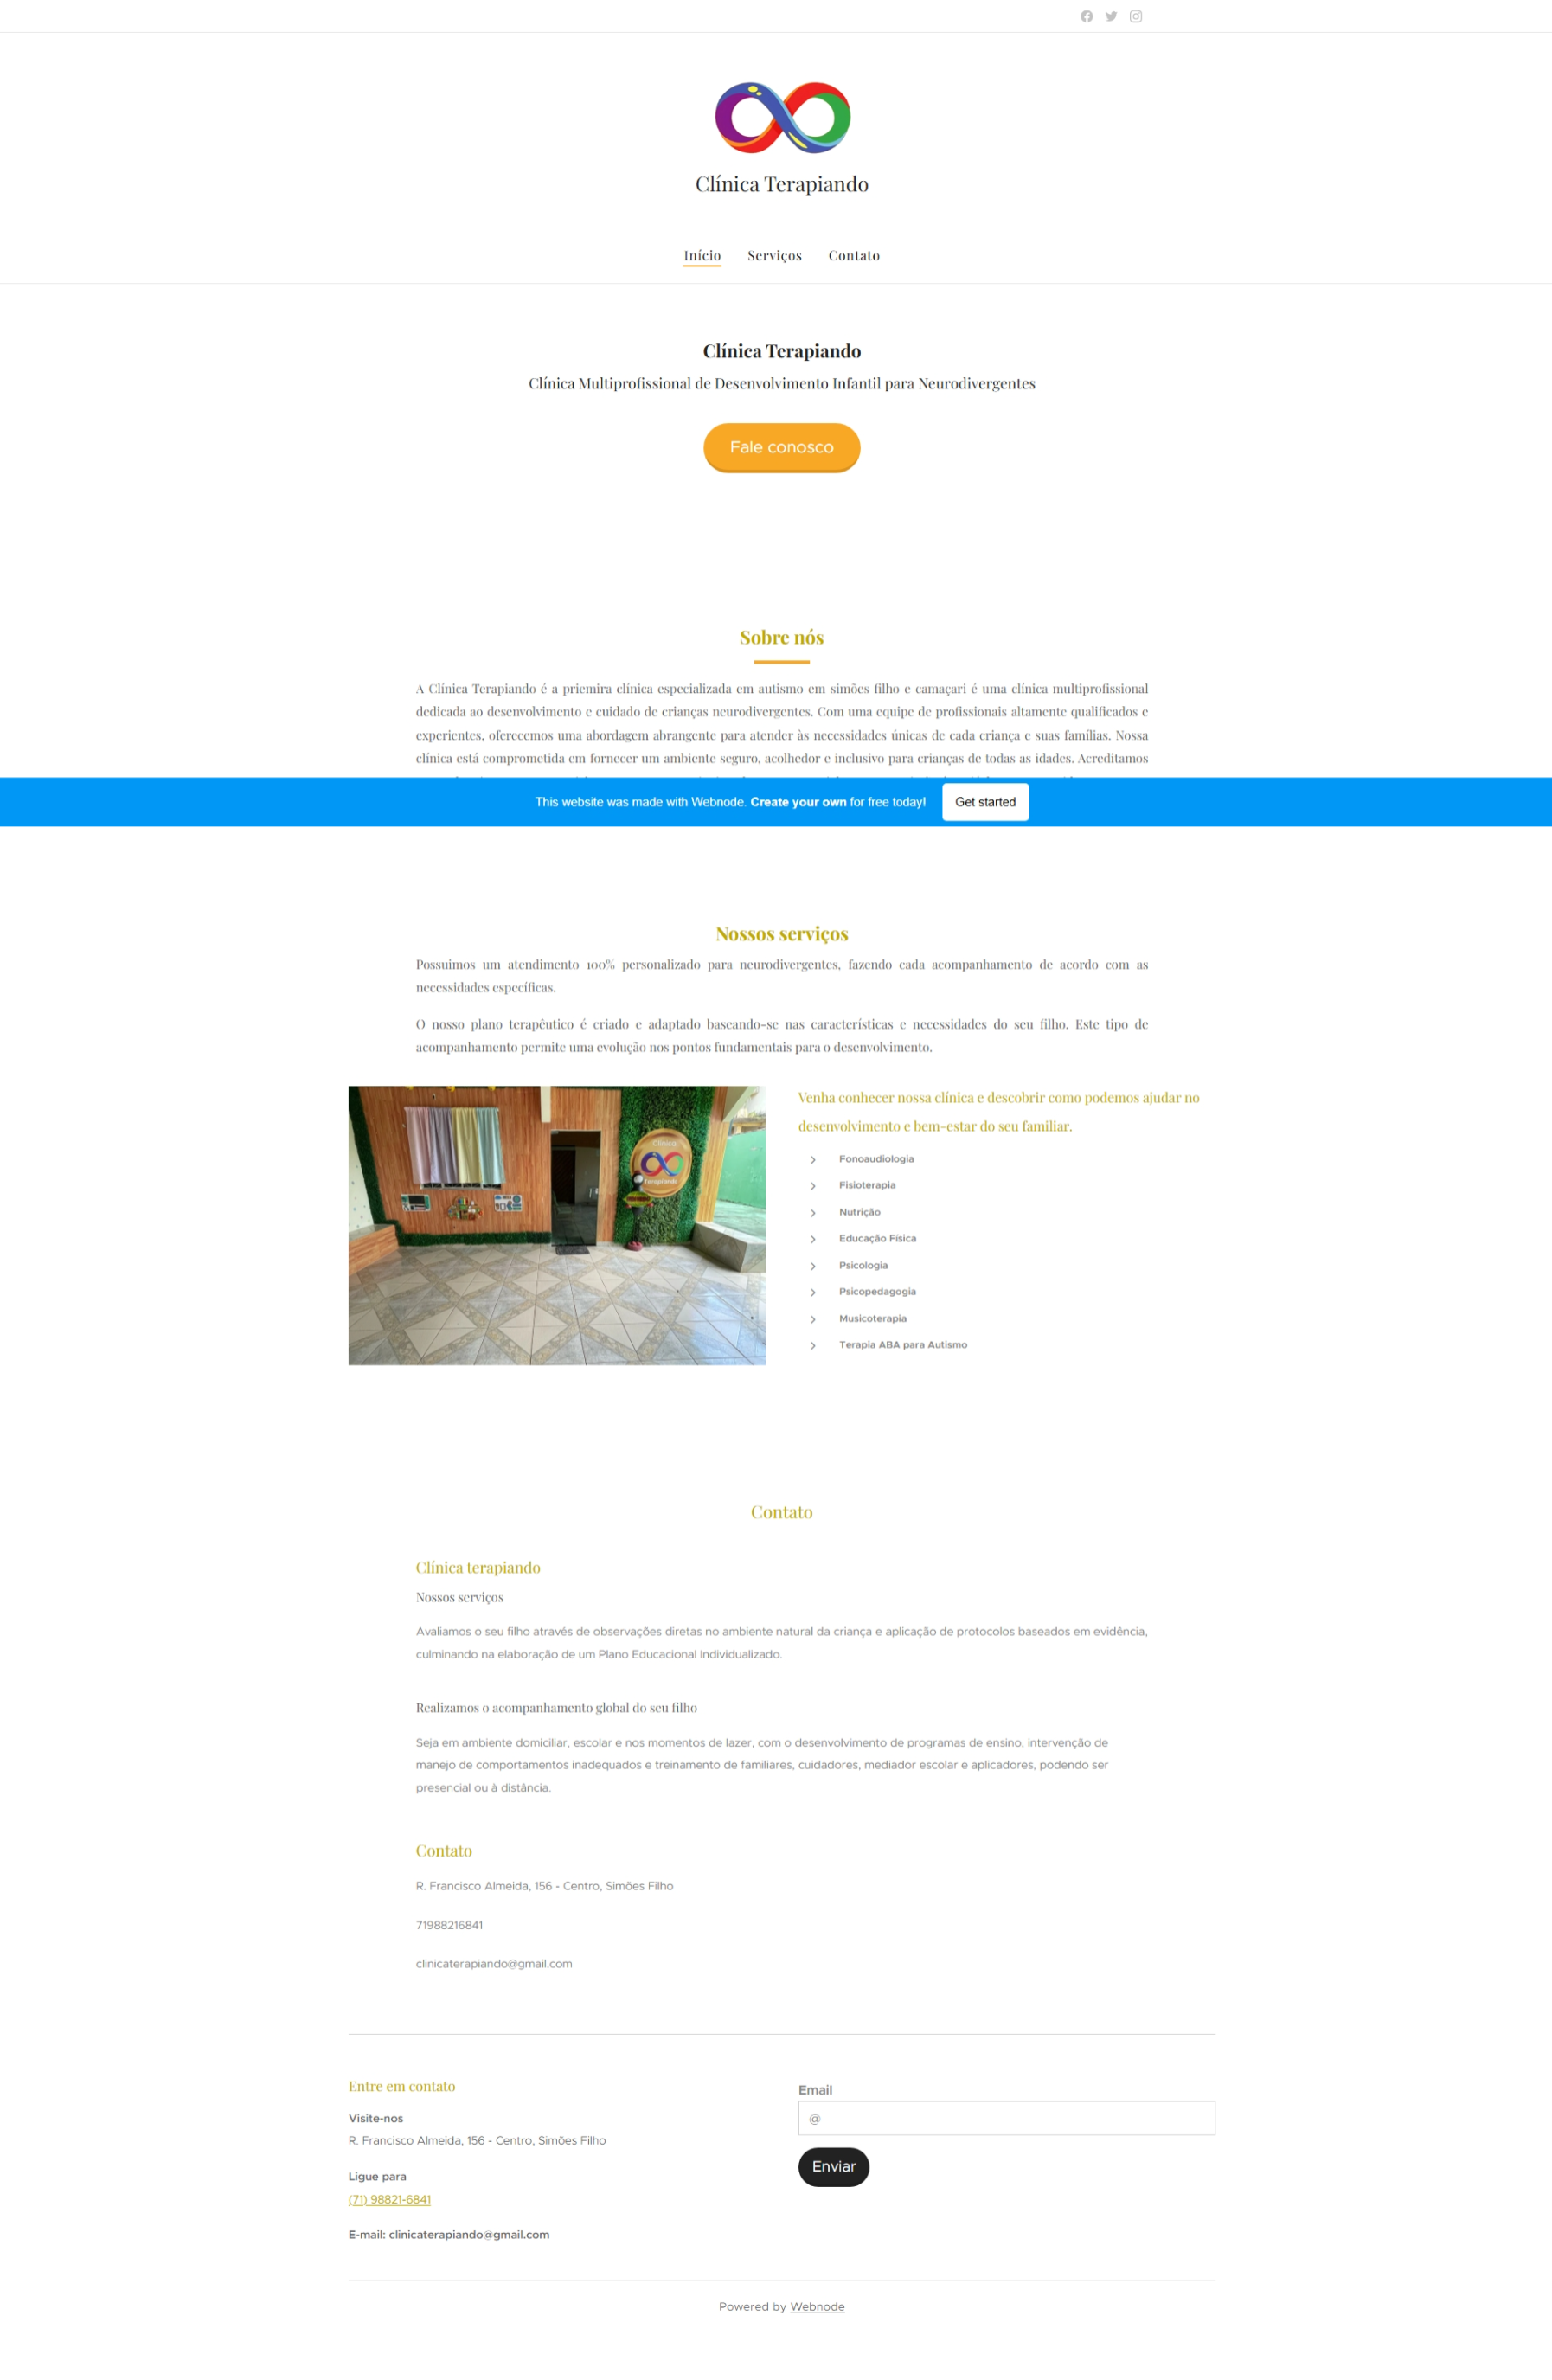 Clínica Terapiando
Início Serviços Contato
Clínica Terapiando
Clínica Multiprofissional de Desenvolvimento Infantil para Neurodivergentes
Fale conosco
Sobre nós
A Clínica Terapiando é a priemira clínica especializada em autismo em simões filho e camaçari é uma clínica multiprofissional
dedicada ao desenvolvimento e cuidado de crianças neurodivergentes. Com uma equipe de profissionais altamente qualificados e
experientes, oferecemos uma abordagem abrangente para atender às necessidades únicas de cada criança e suas famílias. Nossa
clínica está comprometida em fornecer um ambiente seguro, acolhedor e inclusivo para crianças de todas as idades. Acreditamos
This website was made with Webnode. Create your own for free today! Get started
Nossos serviços
Possuimos um atendimento 100% personalizado para neurodivergentes, fazendo cada acompanhamento de acordo com as
necessidades específicas.
O nosso plano terapêutico é criado e adaptado baseando-se nas características e necessidades do seu filho. Este tipo de
acompanhamento permite uma evolução nos pontos fundamentais para o desenvolvimento.
Clínica
Terapiando
Venha conhecer nossa clínica e descobrir como podemos ajudar no
desenvolvimento e bem-estar do seu familiar.
Fonoaudiologia
Fisioterapia
Nutrição
Educação Física
Psicologia
Psicopedagogia
Musicoterapia
Terapia ABA para Autismo
Contato
Clínica terapiando
Nossos serviços
Avaliamos o seu filho através de observações diretas no ambiente natural da criança e aplicação de protocolos baseados em evidência,
culminando na elaboração de um Plano Educacional Individualizado.
Realizamos o acompanhamento global do seu filho
Seja em ambiente domiciliar, escolar e nos momentos de lazer, com o desenvolvimento de programas de ensino, intervenção de
manejo de comportamentos inadequados e treinamento de familiares, cuidadores, mediador escolar e aplicadores, podendo ser
presencial ou à distância.
Contato
R. Francisco Almeida, 156 - Centro, Simões Filho
71988216841
clinicaterapiando@gmail.com
Entre em contato
Visite-nos
R. Francisco Almeida, 156 - Centro, Simões Filho
Ligue para
(71) 98821-6841
E-mail: clinicaterapiando@gmail.com
Email
@
Enviar
Powered by Webnode